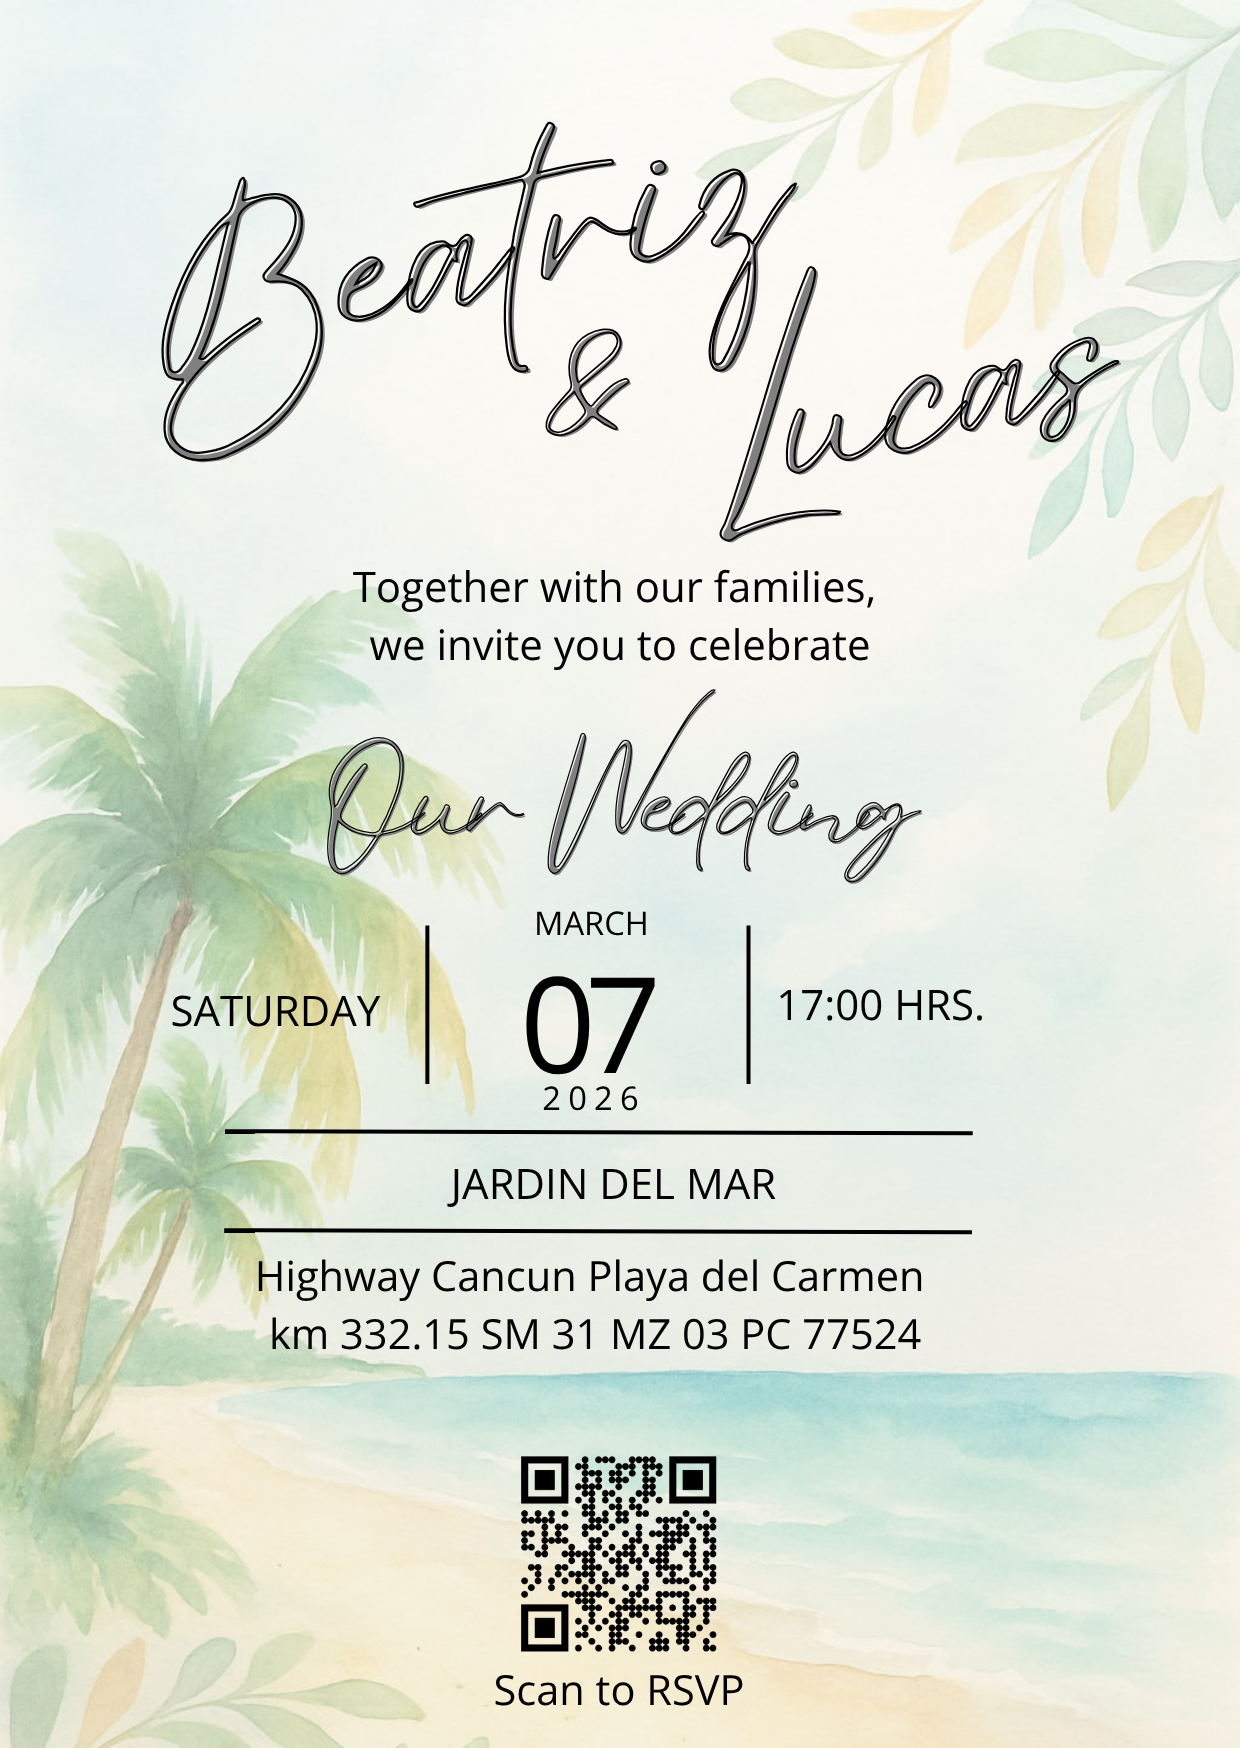 Beatriz
&
Lucas
Together with our families,
we invite you to celebrate
Our Wedding
MARCH
SATURDAY
07
17:00 HRS.
2026
JARDIN DEL MAR
Highway Cancun Playa del Carmen
km 332.15 SM 31 MZ 03 PC 77524
Scan to RSVP